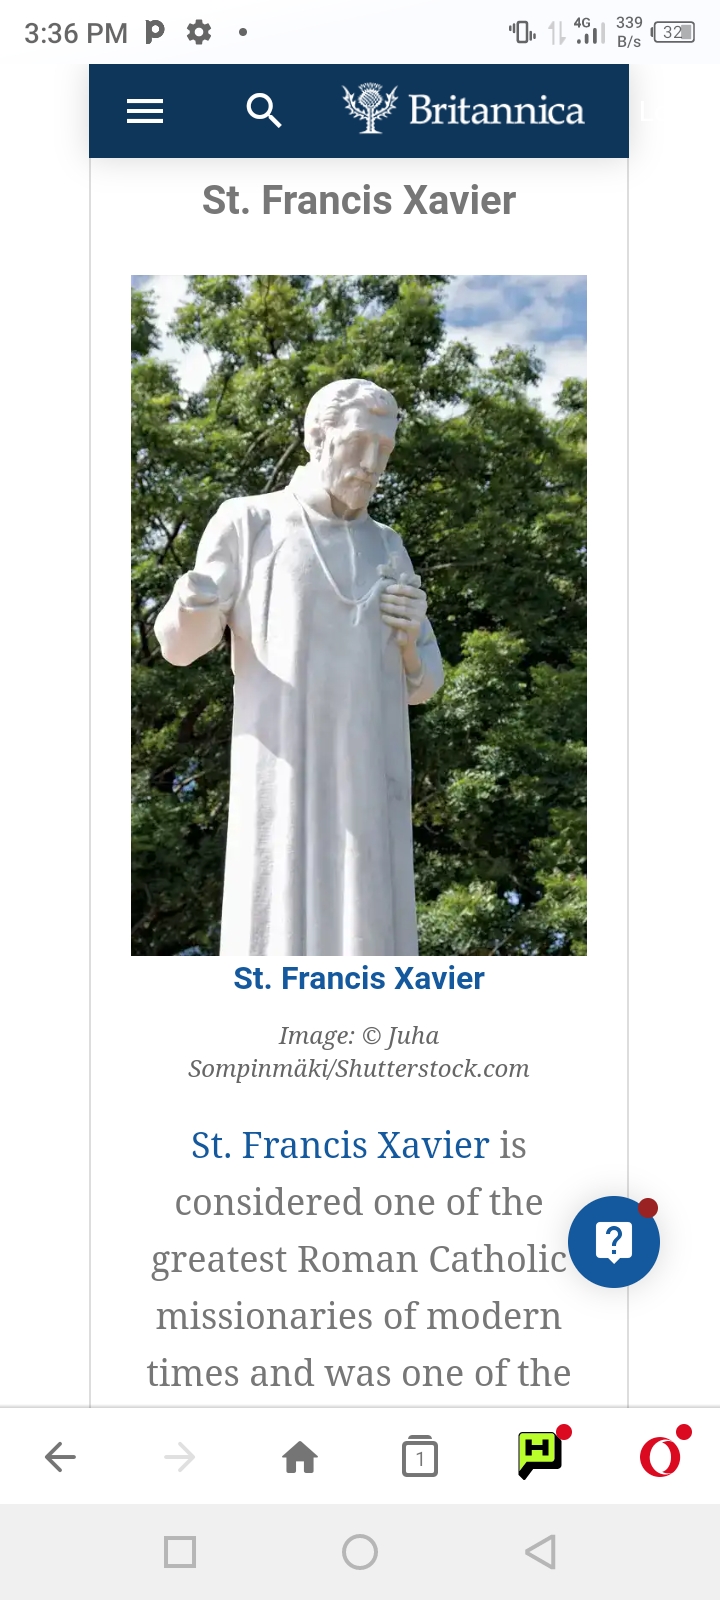 3:36 PM
4G
339
B/s
32
Britannica
St. Francis Xavier
St. Francis Xavier
Image: © Juha
Sompinmäki/Shutterstock.com
St. Francis Xavier is
considered one of the
greatest Roman Catholic
missionaries of modern
times and was one of the
?
1
H